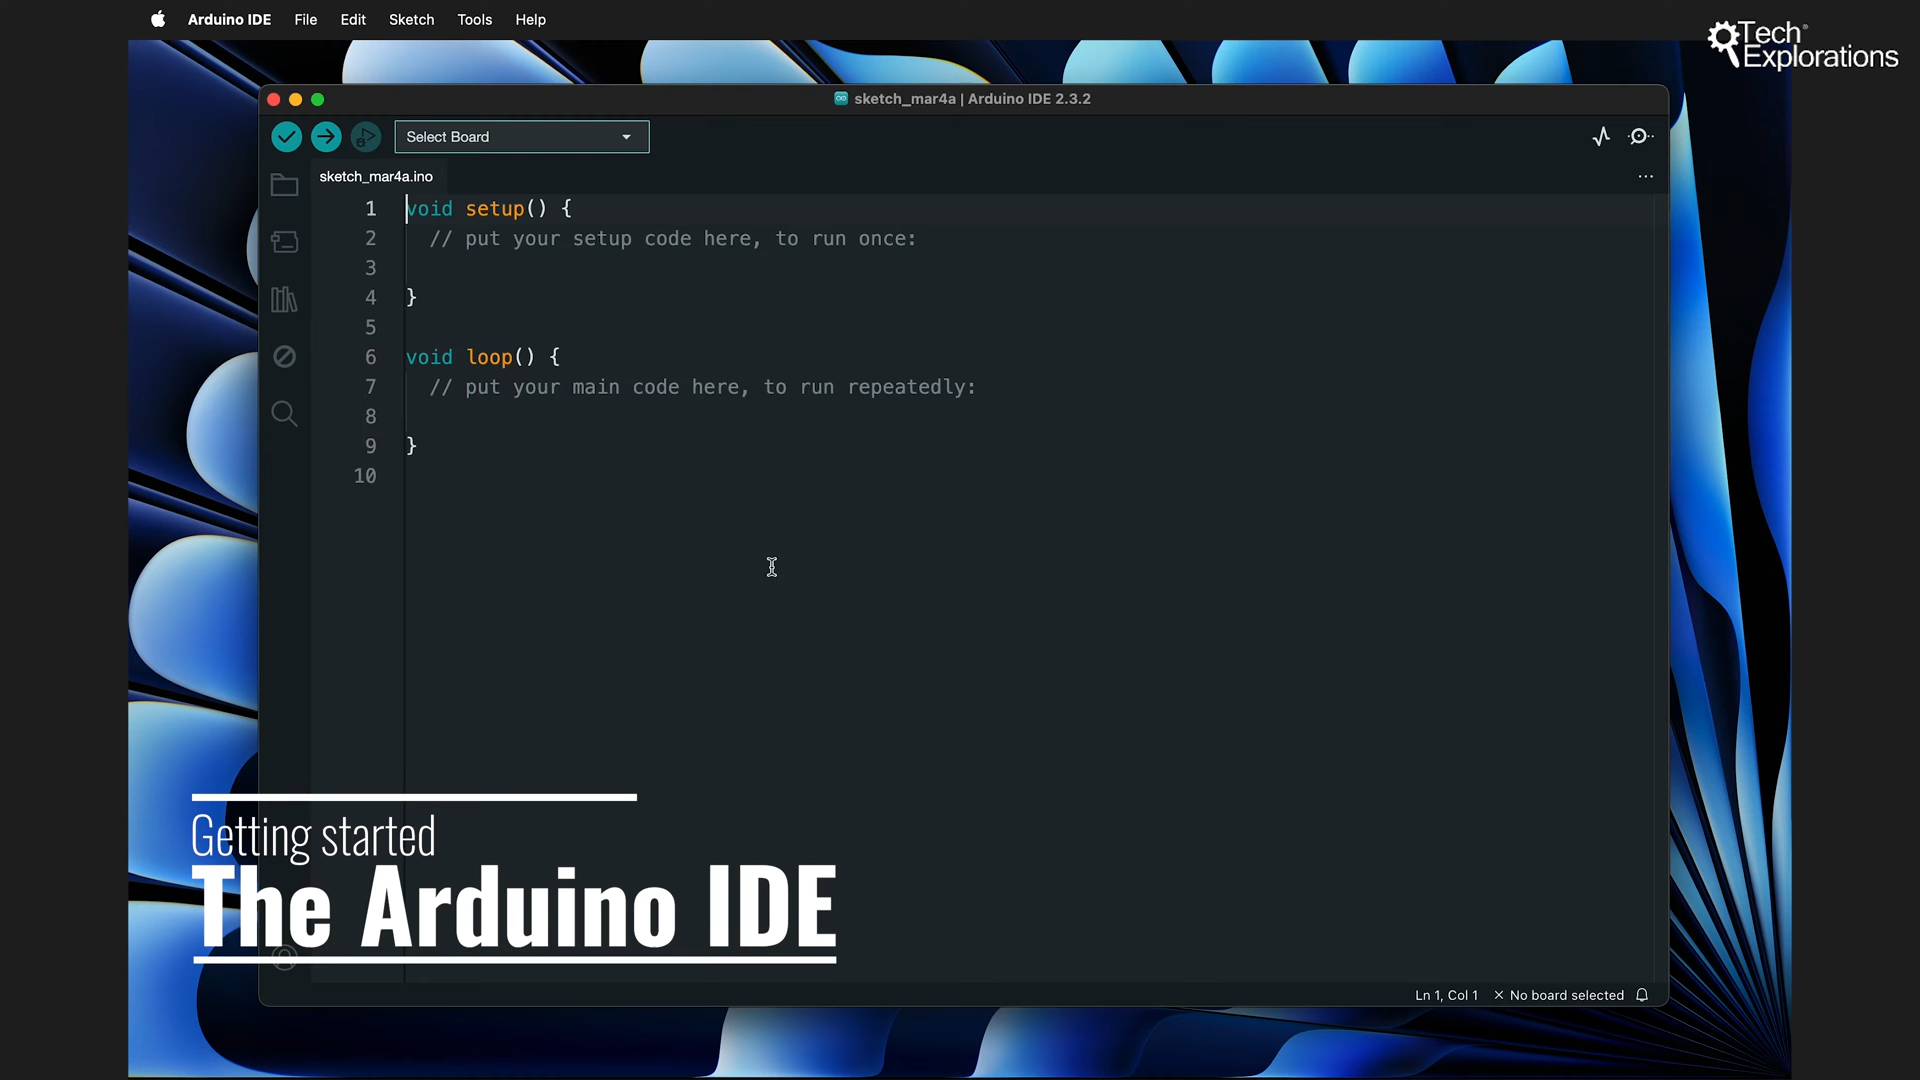 Arduino IDE File Edit Sketch Tools Help
Tech
Explorations
sketch_mar4a | Arduino IDE 2.3.2
Select Board
sketch_mar4a.ino
1 void setup() {
2 // put your setup code here, to run once:
3
4 }
5
6 void loop() {
7 // put your main code here, to run repeatedly:
8
9 }
10
Getting started
The Arduino IDE
Ln 1, Col 1 × No board selected